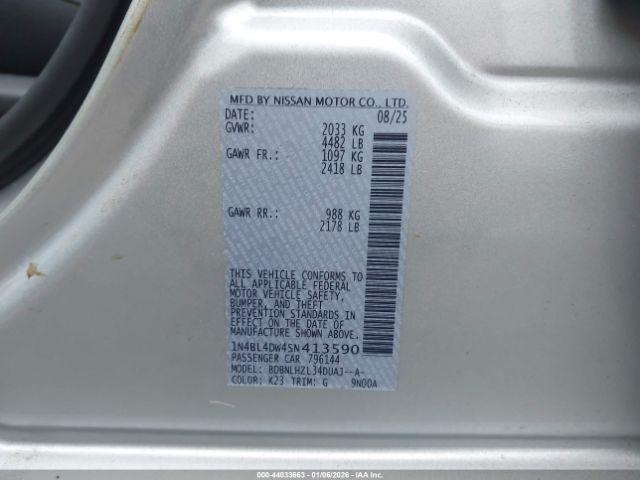 MFD BY NISSAN MOTOR CO., LTD.
DATE: 08/25
GVWR: 2033 KG
4482 LB
GAWR FR.: 1097 KG
2418 LB
GAWR RR.: 988 KG
2178 LB
THIS VEHICLE CONFORMS TO
ALL APPLICABLE FEDERAL
MOTOR VEHICLE SAFETY,
BUMPER, AND THEFT
PREVENTION STANDARDS IN
EFFECT ON THE DATE OF
MANUFACTURE SHOWN ABOVE.
1N4BL4DW4SN413590
PASSENGER CAR 796144
MODEL: BDBNLHZL34DUAJ--A-
COLOR: K23 TRIM: G 9N00A
000-44033663 - 01/06/2026 - IAA Inc. Copyright